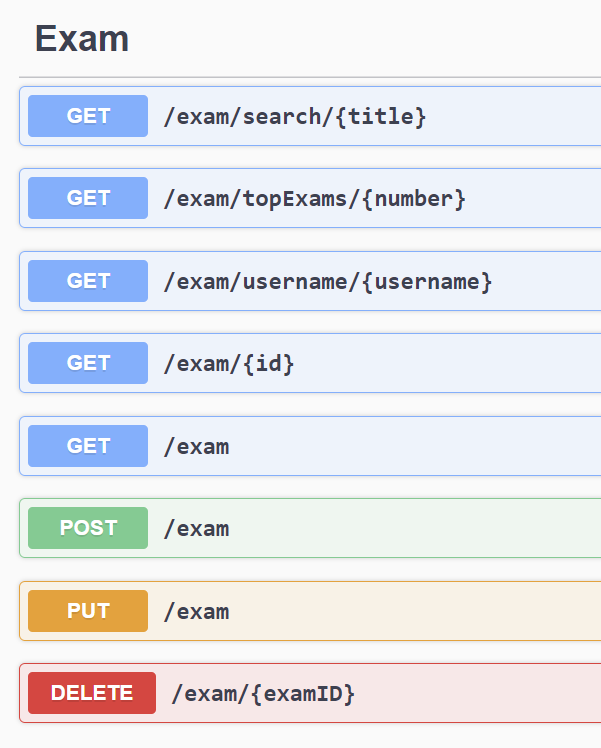 Exam
GET /exam/search/{title}
GET /exam/topExams/{number}
GET /exam/username/{username}
GET /exam/{id}
GET /exam
POST /exam
PUT /exam
DELETE /exam/{examID}